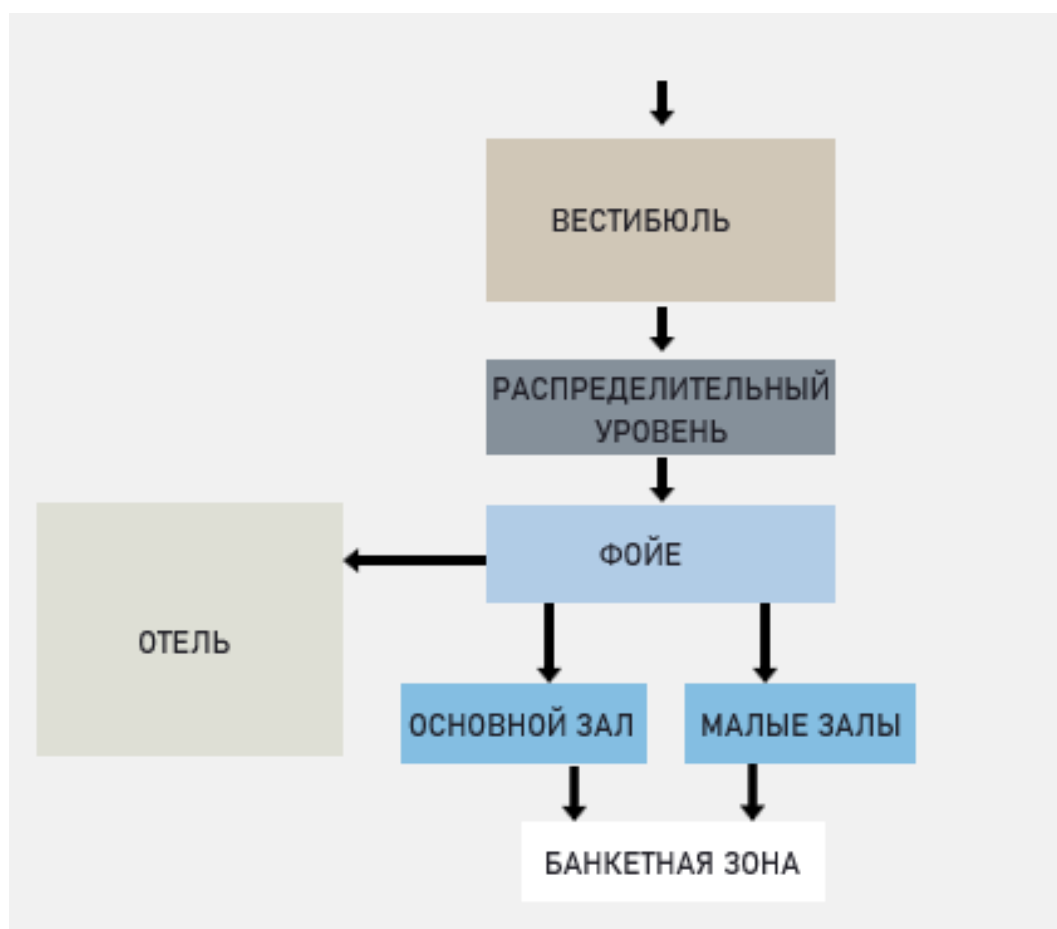 ВЕСТИБЮЛЬ
РАСПРЕДЕЛИТЕЛЬНЫЙ
УРОВЕНЬ
ФОЙЕ
ОТЕЛЬ
ОСНОВНОЙ ЗАЛ
МАЛЫЕ ЗАЛЫ
БАНКЕТНАЯ ЗОНА